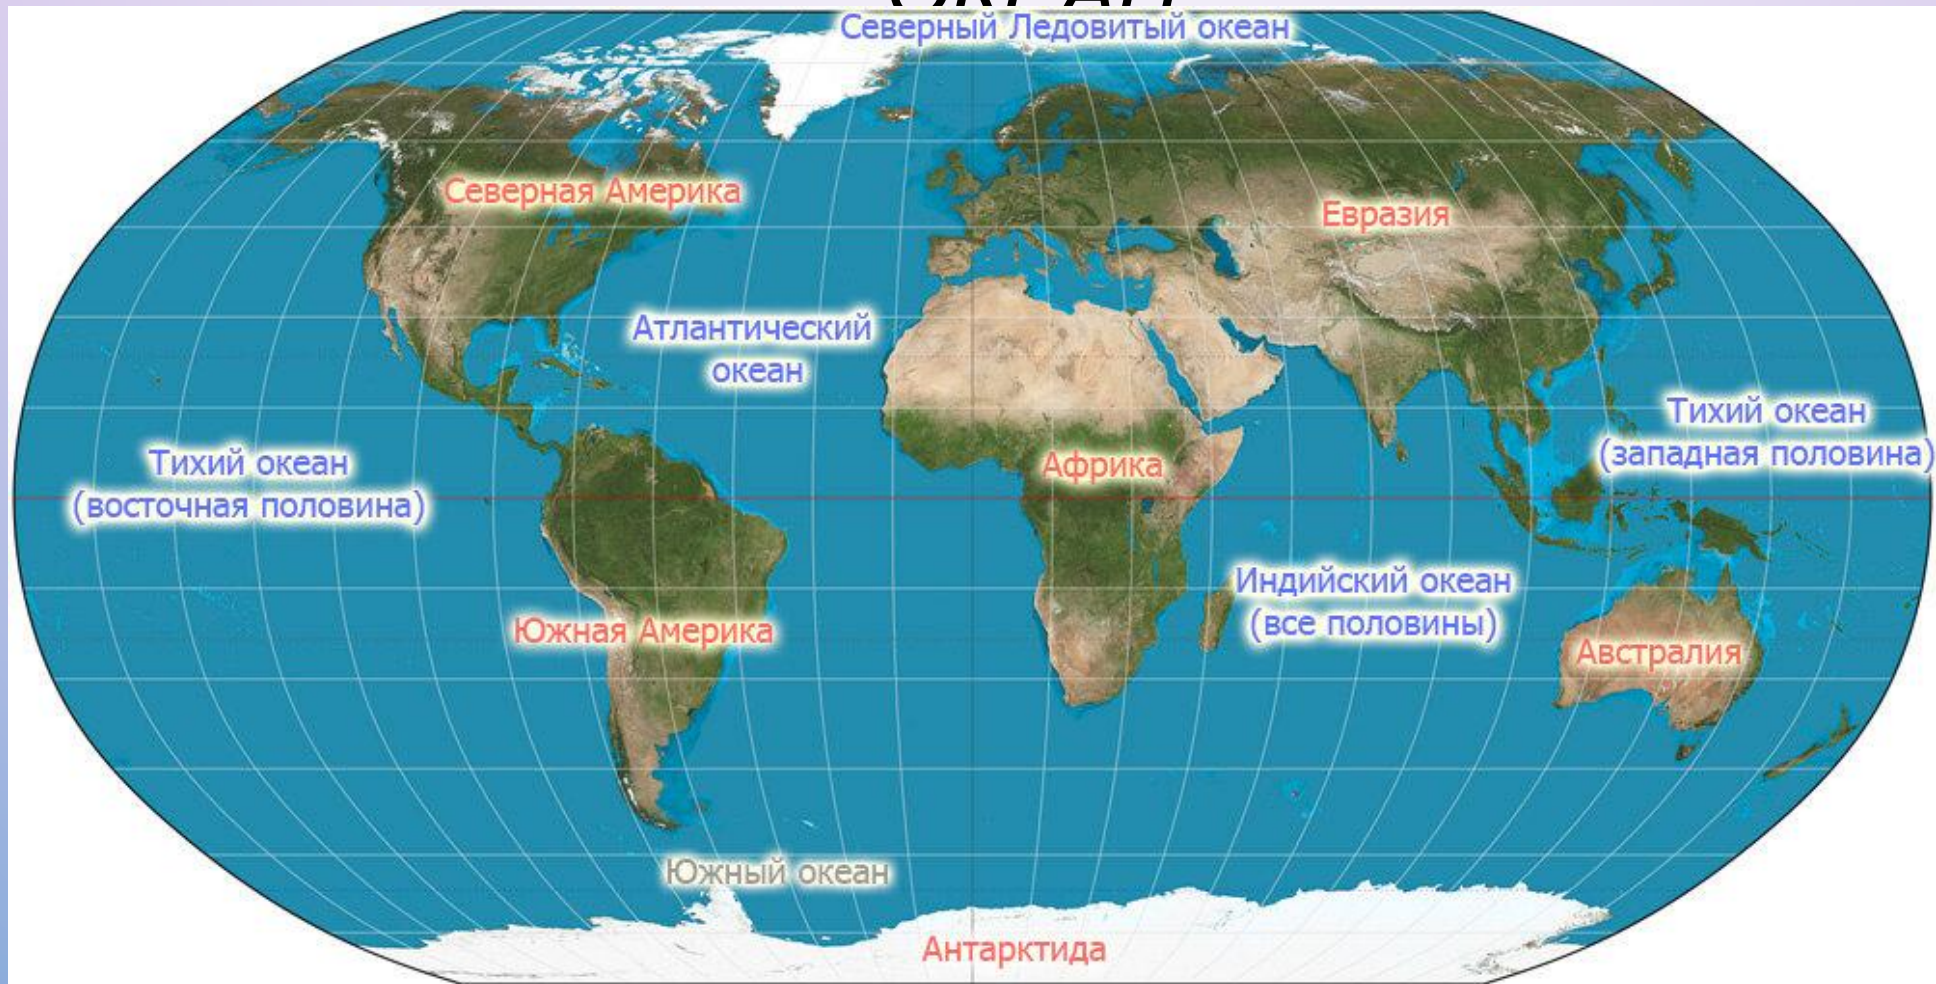 Северный Ледовитый океан
Северная Америка
Евразия
Атлантический
океан
Тихий океан
(западная половина)
Тихий океан
(восточная половина)
Африка
Индийский океан
(все половины)
Южная Америка
Австралия
Южный океан
Антарктида